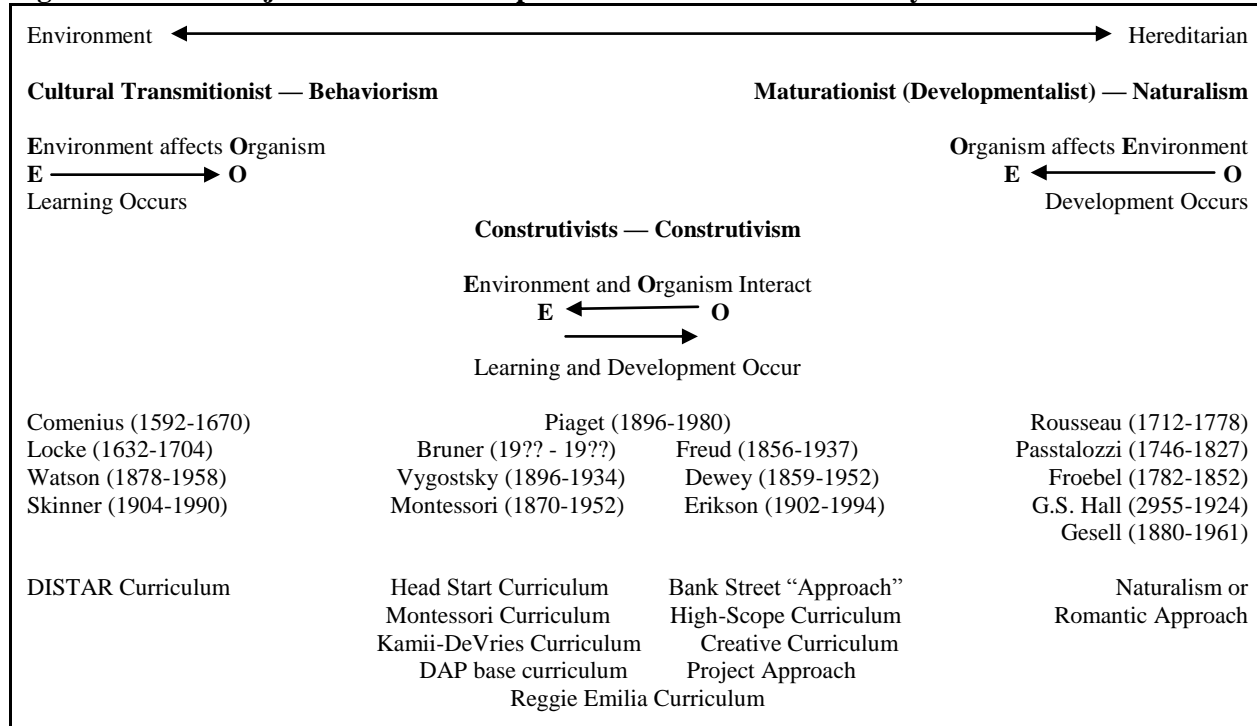 Environment Hereditarian
Cultural Transmitionist — Behaviorism Maturationist (Developmentalist) — Naturalism
Environment affects Organism Organism affects Environment
E O E O
Learning Occurs Development Occurs
Construtivists — Construtivism
Environment and Organism Interact
E O
Learning and Development Occur
Comenius (1592-1670) Piaget (1896-1980) Rousseau (1712-1778)
Locke (1632-1704) Bruner (19?? - 19??) Freud (1856-1937) Passtalozzi (1746-1827)
Watson (1878-1958) Vygostsky (1896-1934) Dewey (1859-1952) Froebel (1782-1852)
Skinner (1904-1990) Montessori (1870-1952) Erikson (1902-1994) G.S. Hall (2955-1924)
Gesell (1880-1961)
DISTAR Curriculum Head Start Curriculum Bank Street “Approach” Naturalism or
Montessori Curriculum High-Scope Curriculum Romantic Approach
Kamii-DeVries Curriculum Creative Curriculum
DAP base curriculum Project Approach
Reggie Emilia Curriculum